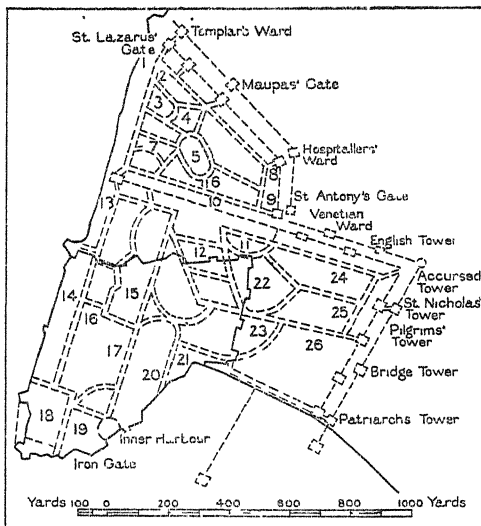 St. Lazarus'
Gate
Templar's Ward
Maupas' Gate
Hospitallers'
Ward
St Antony's Gate
Venetian
Ward
English Tower
Accursed
Tower
St. Nicholas'
Tower
Pilgrims'
Tower
Bridge Tower
Patriarchs Tower
Inner Harbour
Iron Gate
1
2
3
4
5
7
6
8
9
10
13
12
14
15
16
17
18
19
20
21
22
23
24
25
26
Yards 100 0 200 400 600 800 1000 Yards